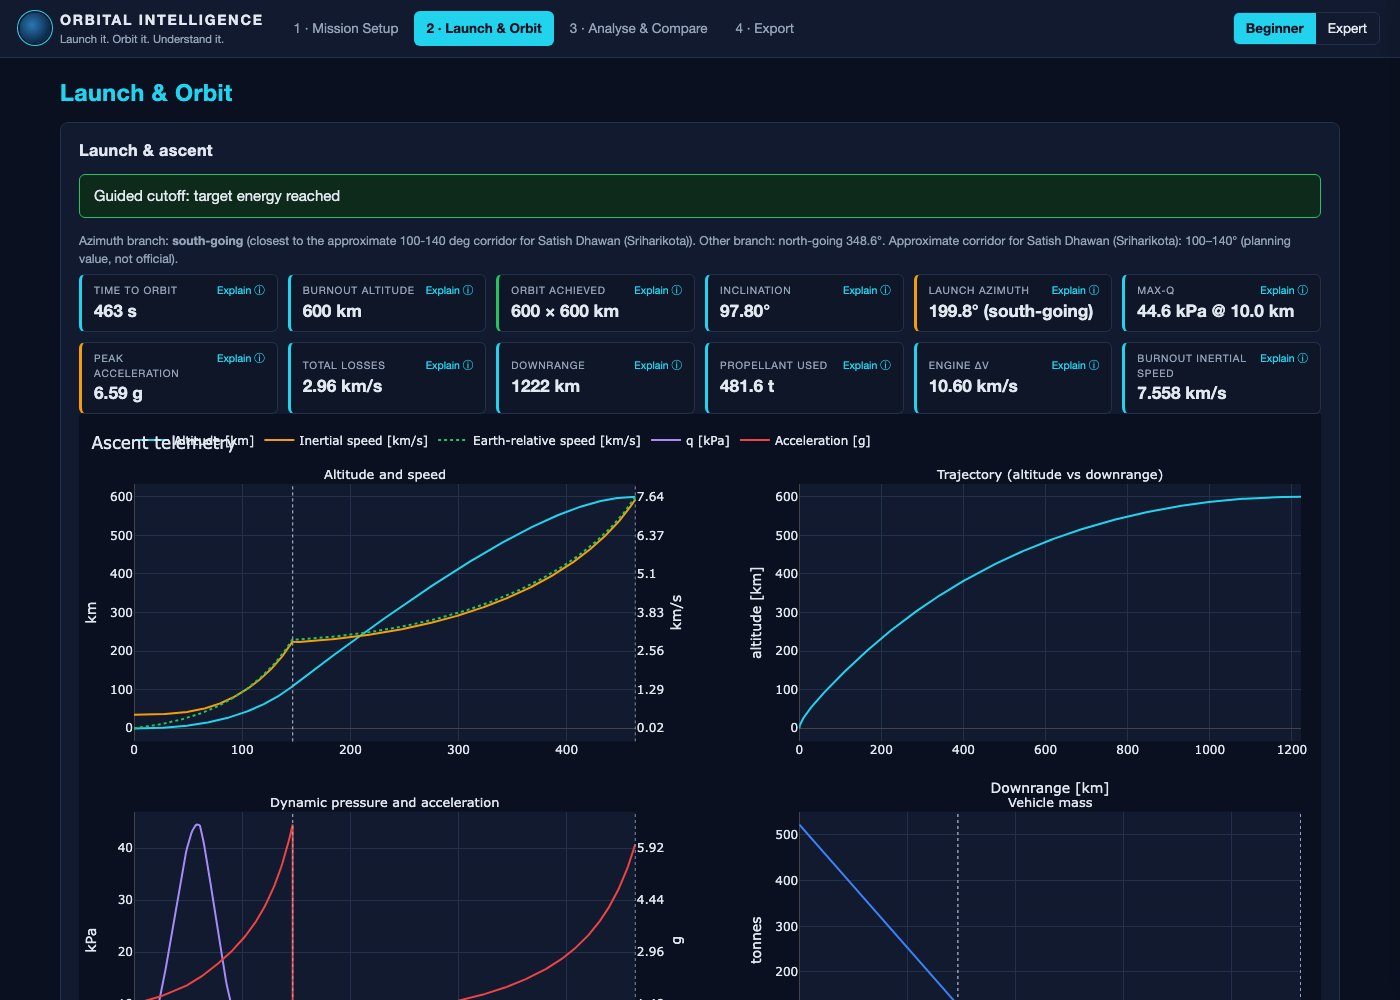 ORBITAL INTELLIGENCE
Launch it. Orbit it. Understand it.
1 · Mission Setup
2 · Launch & Orbit
3 · Analyse & Compare
4 · Export
Beginner
Expert
Launch & Orbit
Launch & ascent
Guided cutoff: target energy reached
Azimuth branch: south-going (closest to the approximate 100-140 deg corridor for Satish Dhawan (Sriharikota)). Other branch: north-going 348.6°. Approximate corridor for Satish Dhawan (Sriharikota): 100–140° (planning
value, not official).
TIME TO ORBIT Explain ⓘ
463 s
BURNOUT ALTITUDE Explain ⓘ
600 km
ORBIT ACHIEVED Explain ⓘ
600 × 600 km
INCLINATION Explain ⓘ
97.80°
LAUNCH AZIMUTH Explain ⓘ
199.8° (south-going)
MAX-Q Explain ⓘ
44.6 kPa @ 10.0 km
PEAK Explain ⓘ
ACCELERATION
6.59 g
TOTAL LOSSES Explain ⓘ
2.96 km/s
DOWNRANGE Explain ⓘ
1222 km
PROPELLANT USED Explain ⓘ
481.6 t
ENGINE ΔV Explain ⓘ
10.60 km/s
BURNOUT INERTIAL Explain ⓘ
SPEED
7.558 km/s
Ascent telemetry
Altitude [km]
Inertial speed [km/s]
Earth-relative speed [km/s]
q [kPa]
Acceleration [g]
Altitude and speed
600
500
400
300
200
100
0
km
7.64
6.37
5.1
3.83
2.56
1.29
0.02
km/s
0 100 200 300 400
Trajectory (altitude vs downrange)
600
500
400
300
200
100
0
altitude [km]
0 200 400 600 800 1000 1200
Downrange [km]
Dynamic pressure and acceleration
40
30
20
kPa
5.92
4.44
2.96
g
Vehicle mass
500
400
300
200
tonnes